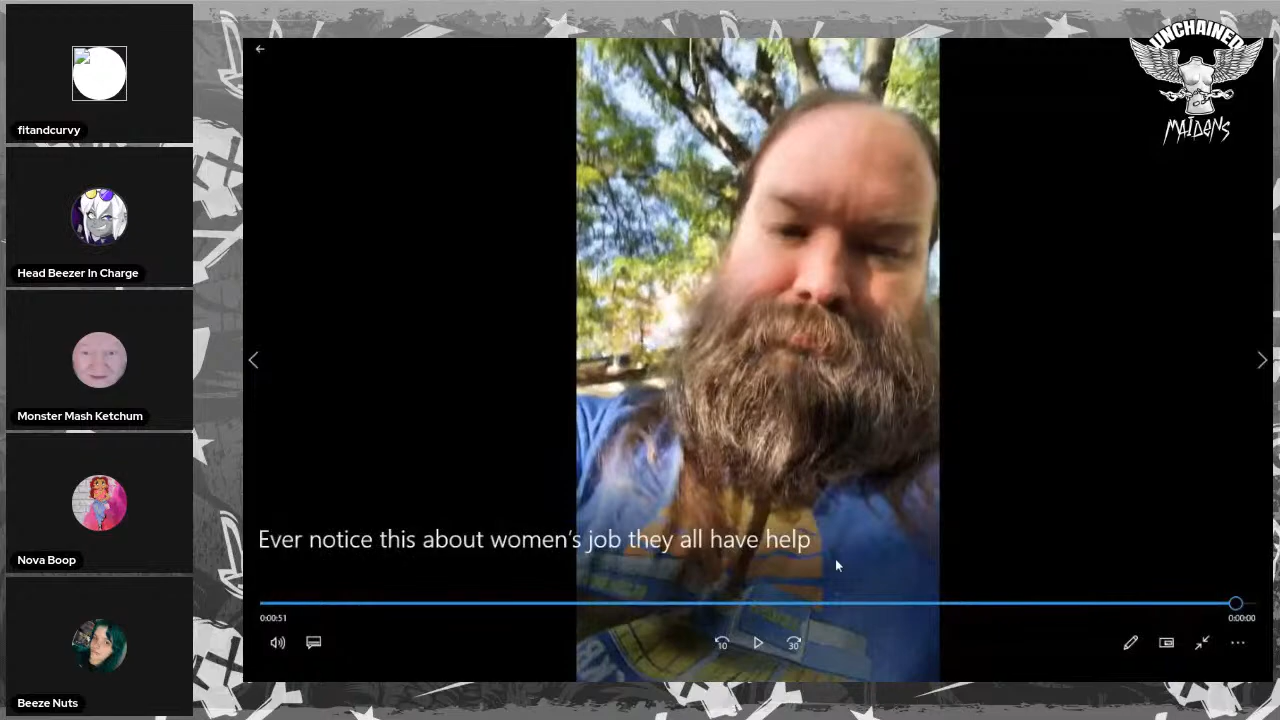 fitandcurvy
Head Beezer In Charge
Monster Mash Ketchum
Nova Boop
Beeze Nuts
UNCHAINED
MAIDENS
Ever notice this about women's job they all have help
0:00:51
0:00:00
10
30